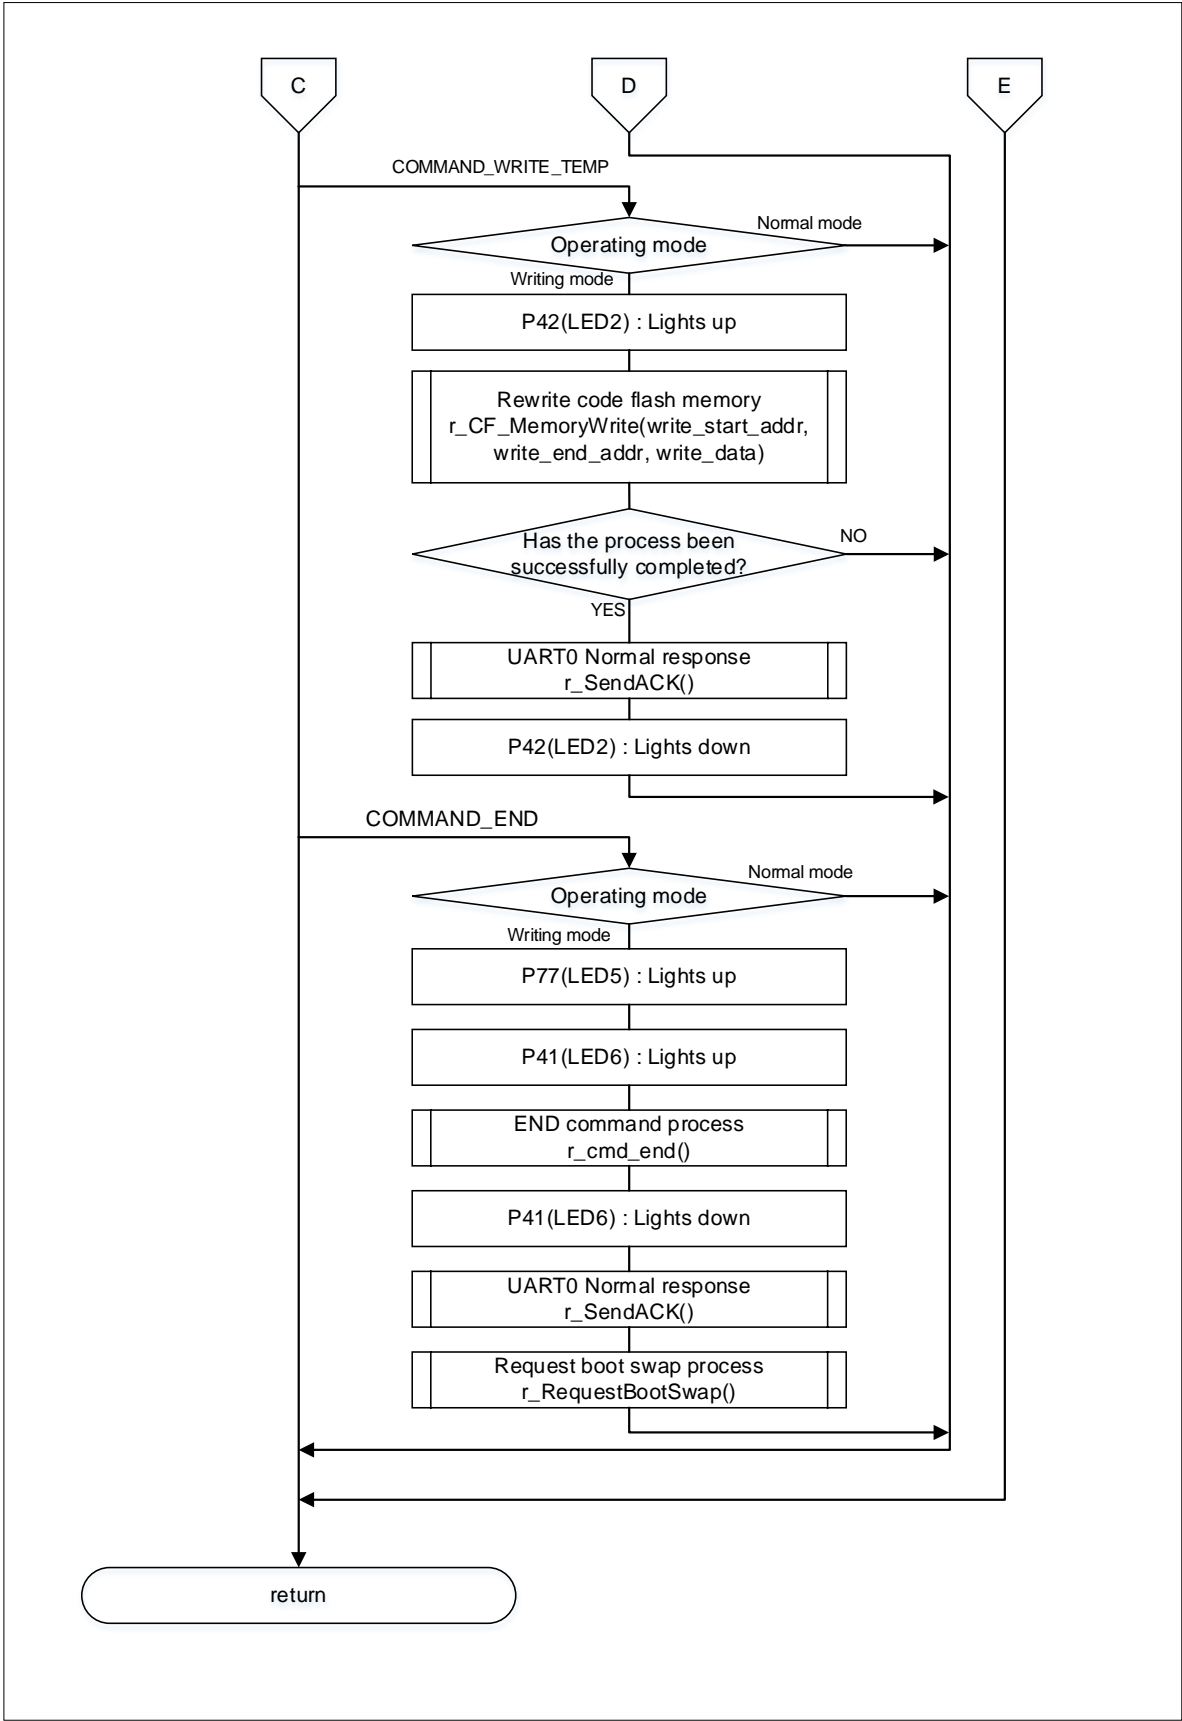 C
D
E
COMMAND_WRITE_TEMP
Normal mode
Operating mode
Writing mode
P42(LED2) : Lights up
Rewrite code flash memory
r_CF_MemoryWrite(write_start_addr,
write_end_addr, write_data)
Has the process been
successfully completed?
NO
YES
UART0 Normal response
r_SendACK()
P42(LED2) : Lights down
COMMAND_END
Normal mode
Operating mode
Writing mode
P77(LED5) : Lights up
P41(LED6) : Lights up
END command process
r_cmd_end()
P41(LED6) : Lights down
UART0 Normal response
r_SendACK()
Request boot swap process
r_RequestBootSwap()
return